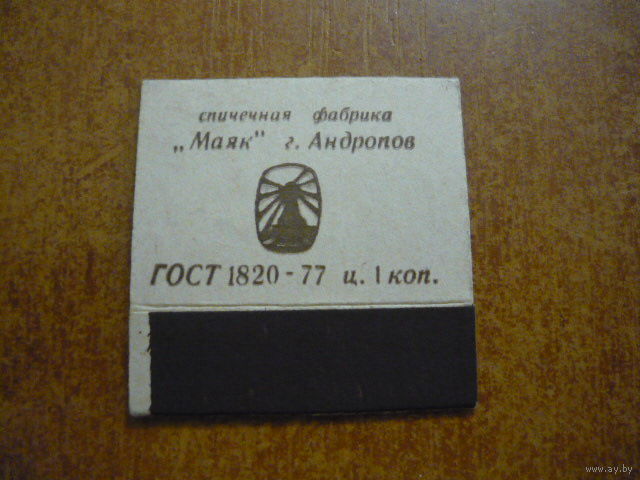 спичечная фабрика
„Маяк" г. Андропов
ГОСТ 1820-77 ц. 1 коп.
www.ay.by